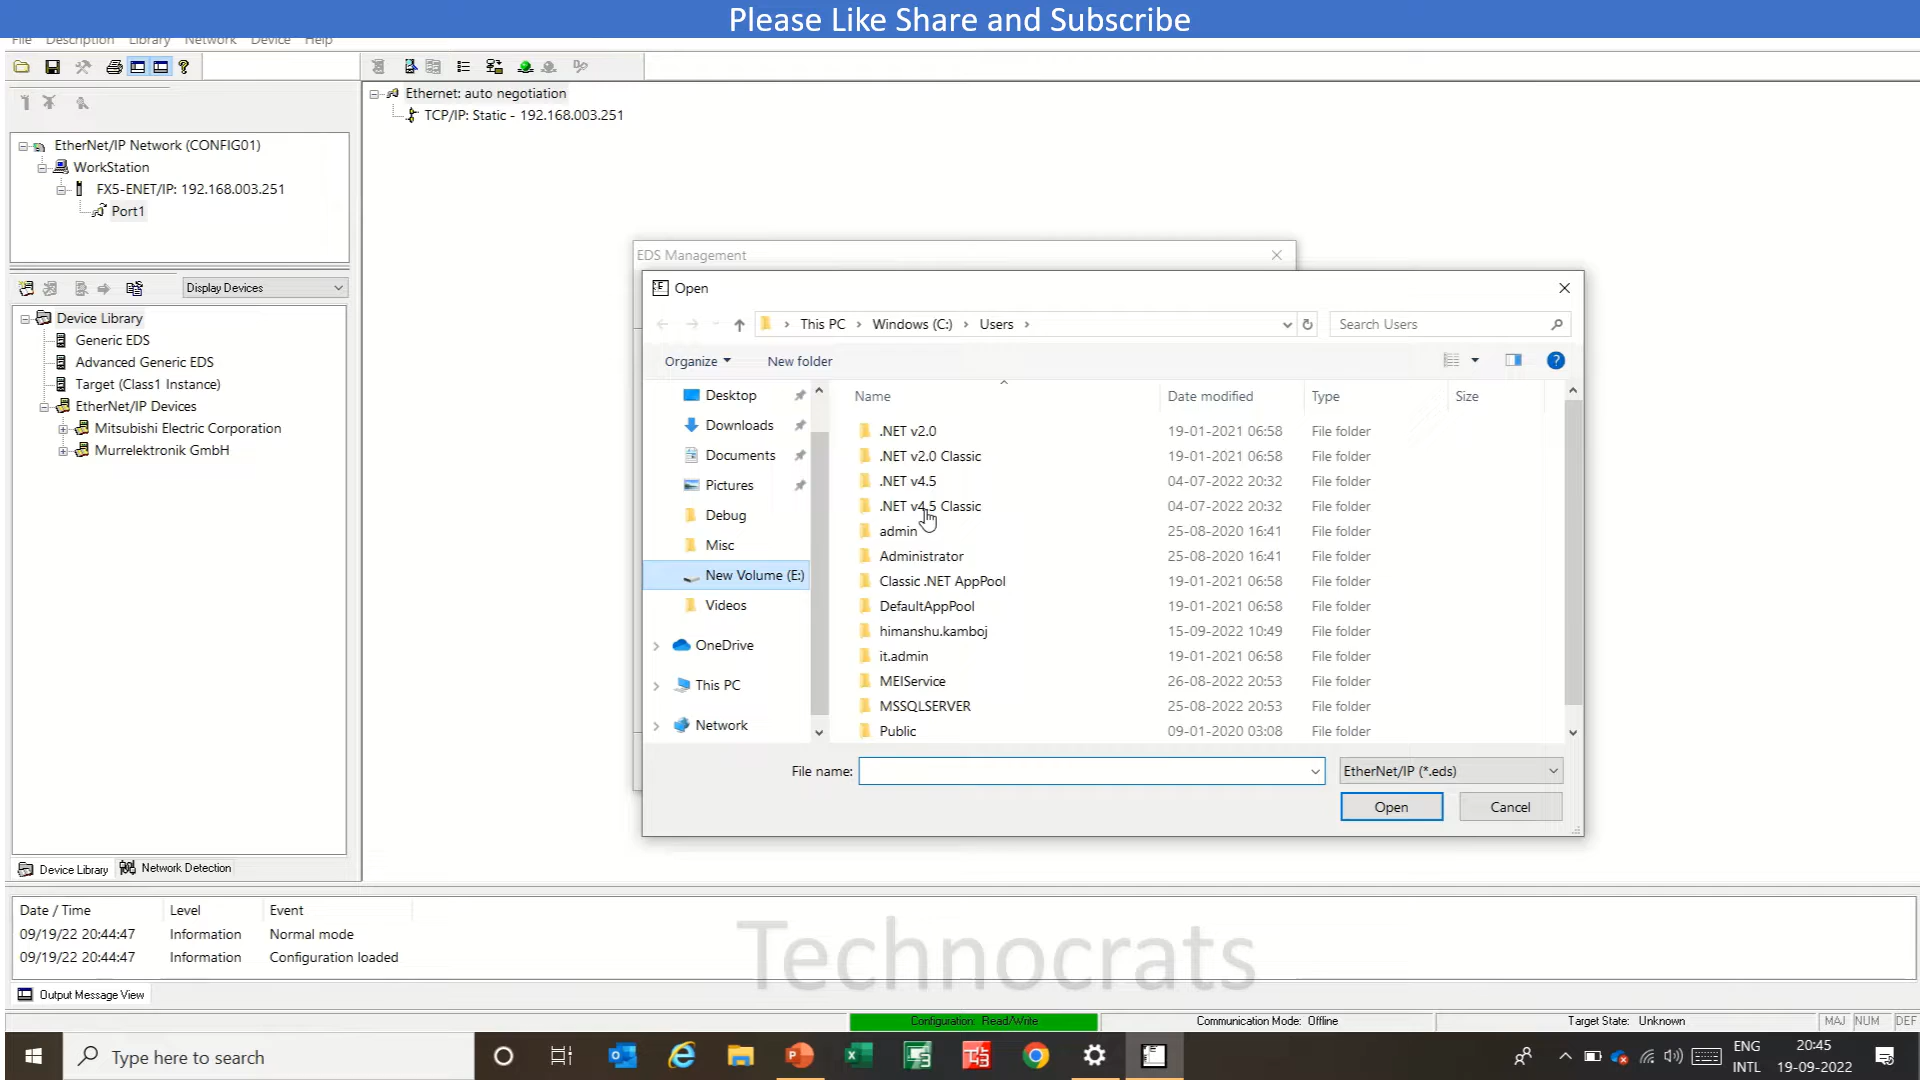 Please Like Share and Subscribe
File Description Library Network Device Help
EtherNet/IP Network (CONFIG01)
WorkStation
FX5-ENET/IP: 192.168.003.251
Port1
Ethernet: auto negotiation
TCP/IP: Static - 192.168.003.251
Display Devices
Device Library
Generic EDS
Advanced Generic EDS
Target (Class1 Instance)
EtherNet/IP Devices
Mitsubishi Electric Corporation
Murrelektronik GmbH
Device Library Network Detection
EDS Management
Open
This PC Windows (C:) Users
Search Users
Organize New folder
Desktop
Downloads
Documents
Pictures
Debug
Misc
New Volume (E:)
Videos
OneDrive
This PC
Network
Name Date modified Type Size
.NET v2.0 19-01-2021 06:58 File folder
.NET v2.0 Classic 19-01-2021 06:58 File folder
.NET v4.5 04-07-2022 20:32 File folder
.NET v4.5 Classic 04-07-2022 20:32 File folder
admin 25-08-2020 16:41 File folder
Administrator 25-08-2020 16:41 File folder
Classic .NET AppPool 19-01-2021 06:58 File folder
DefaultAppPool 19-01-2021 06:58 File folder
himanshu.kamboj 15-09-2022 10:49 File folder
it.admin 19-01-2021 06:58 File folder
MEIService 26-08-2022 20:53 File folder
MSSQLSERVER 25-08-2022 20:53 File folder
Public 09-01-2020 03:08 File folder
File name: EtherNet/IP (*.eds)
Open Cancel
Date / Time Level Event
09/19/22 20:44:47 Information Normal mode
09/19/22 20:44:47 Information Configuration loaded
Technocrats
Output Message View
Configuration: Read/Write Communication Mode: Offline Target State: Unknown MAJ NUM DEF
Type here to search
ENG
INTL
20:45
19-09-2022